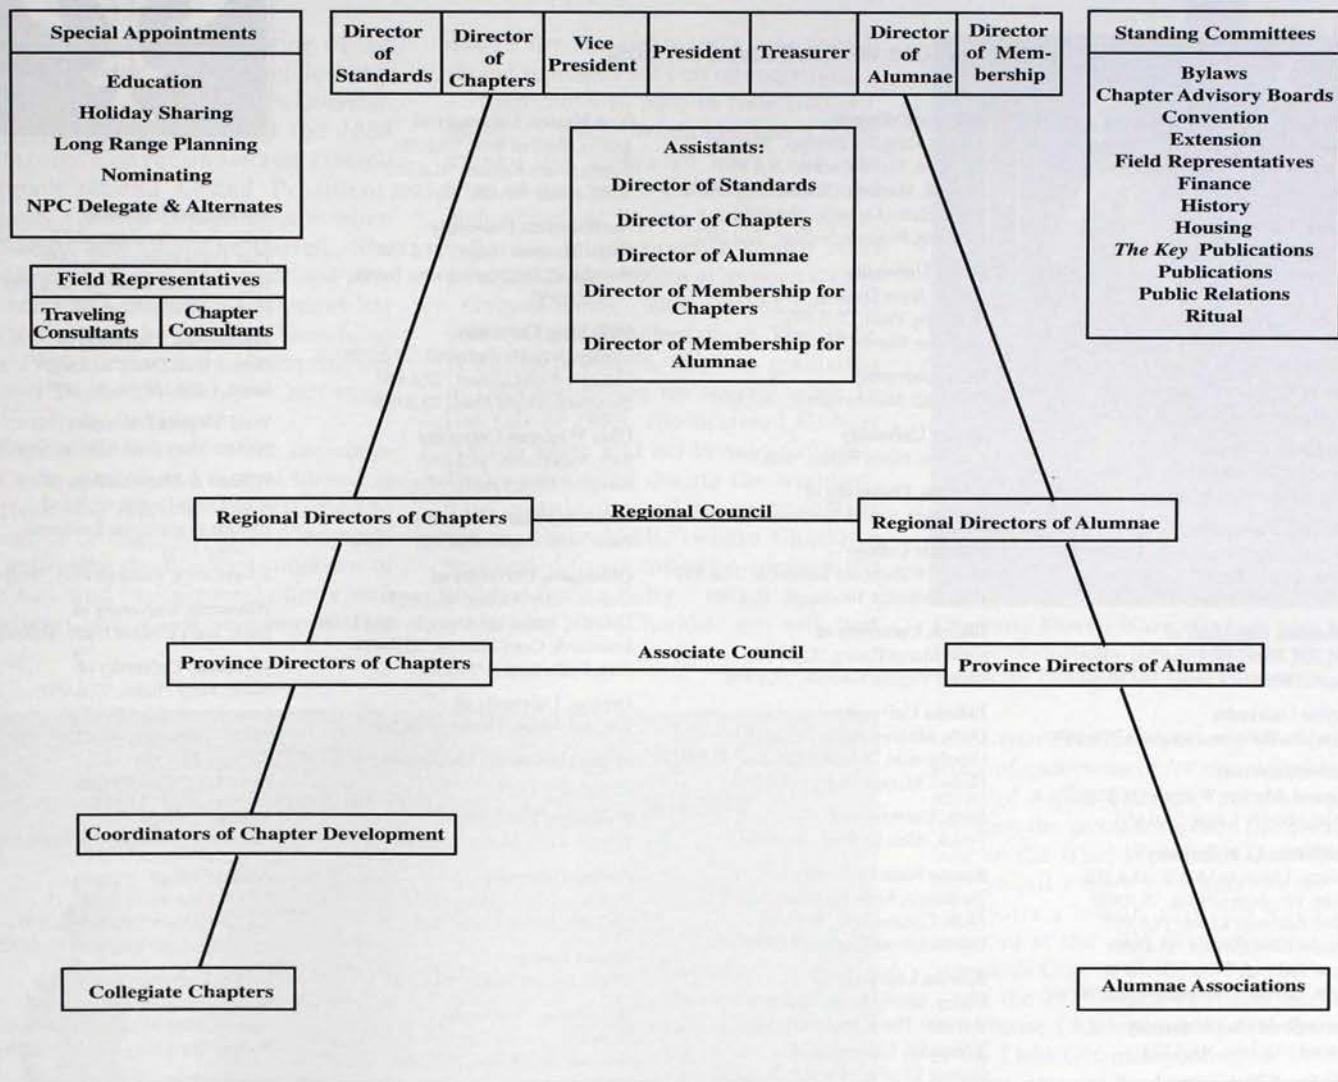 Special Appointments
Education
Holiday Sharing
Long Range Planning
Nominating
NPC Delegate & Alternates
Field Representatives
Traveling
Consultants
Chapter
Consultants
Director
of
Standards
Director
of
Chapters
Vice
President
President
Treasurer
Director
of
Alumnae
Director
of Mem
bership
Assistants:
Director of Standards
Director of Chapters
Director of Alumnae
Director of Membership for
Chapters
Director of Membership for
Alumnae
Standing Committees
Bylaws
Chapter Advisory Boards
Convention
Extension
Field Representatives
Finance
History
Housing
The Key Publications
Publications
Public Relations
Ritual
Regional Directors of Chapters
Regional Council
Regional Directors of Alumnae
Province Directors of Chapters
Associate Council
Province Directors of Alumnae
Coordinators of Chapter Development
Collegiate Chapters
Alumnae Associations